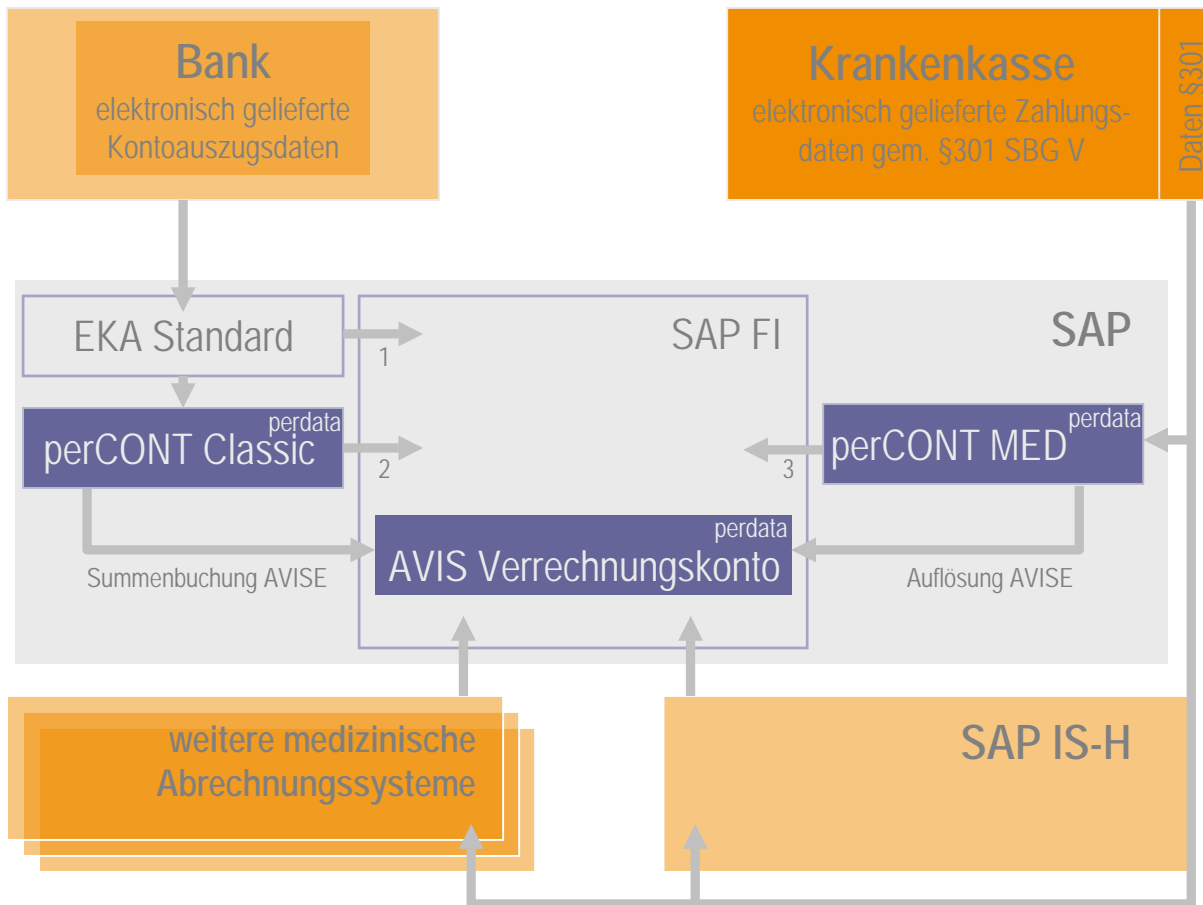 Bank
elektronisch gelieferte
Kontoauszugsdaten
Krankenkasse
elektronisch gelieferte Zahlungs-
daten gem. §301 SBG V
Daten §301
EKA Standard
1
SAP FI
SAP
perdata
perCONT Classic
2
perdata
perCONT MED
3
perdata
AVIS Verrechnungskonto
Summenbuchung AVISE
Auflösung AVISE
weitere medizinische
Abrechnungssysteme
SAP IS-H